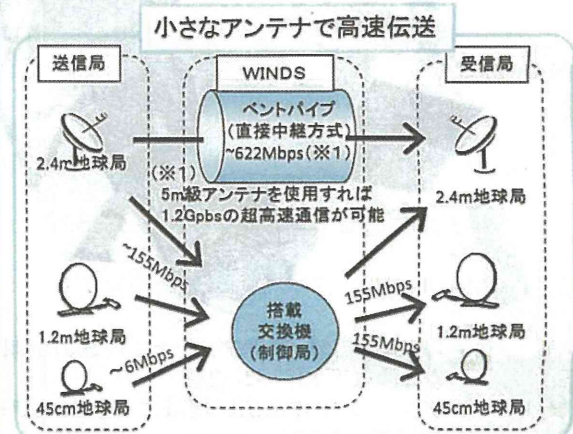 小さなアンテナで高速伝送
送信局
WINDS
受信局
ベントパイプ
(直接中継方式)
~622Mbps(※1)
2.4m地球局
(※1)
5m級アンテナを使用すれば
1.2Gpbsの超高速通信が可能
2.4m地球局
~155Mbps
1.2m地球局
~6Mbps
45cm地球局
搭載
交換機
(制御局)
155Mbps
1.2m地球局
155Mbps
45cm地球局